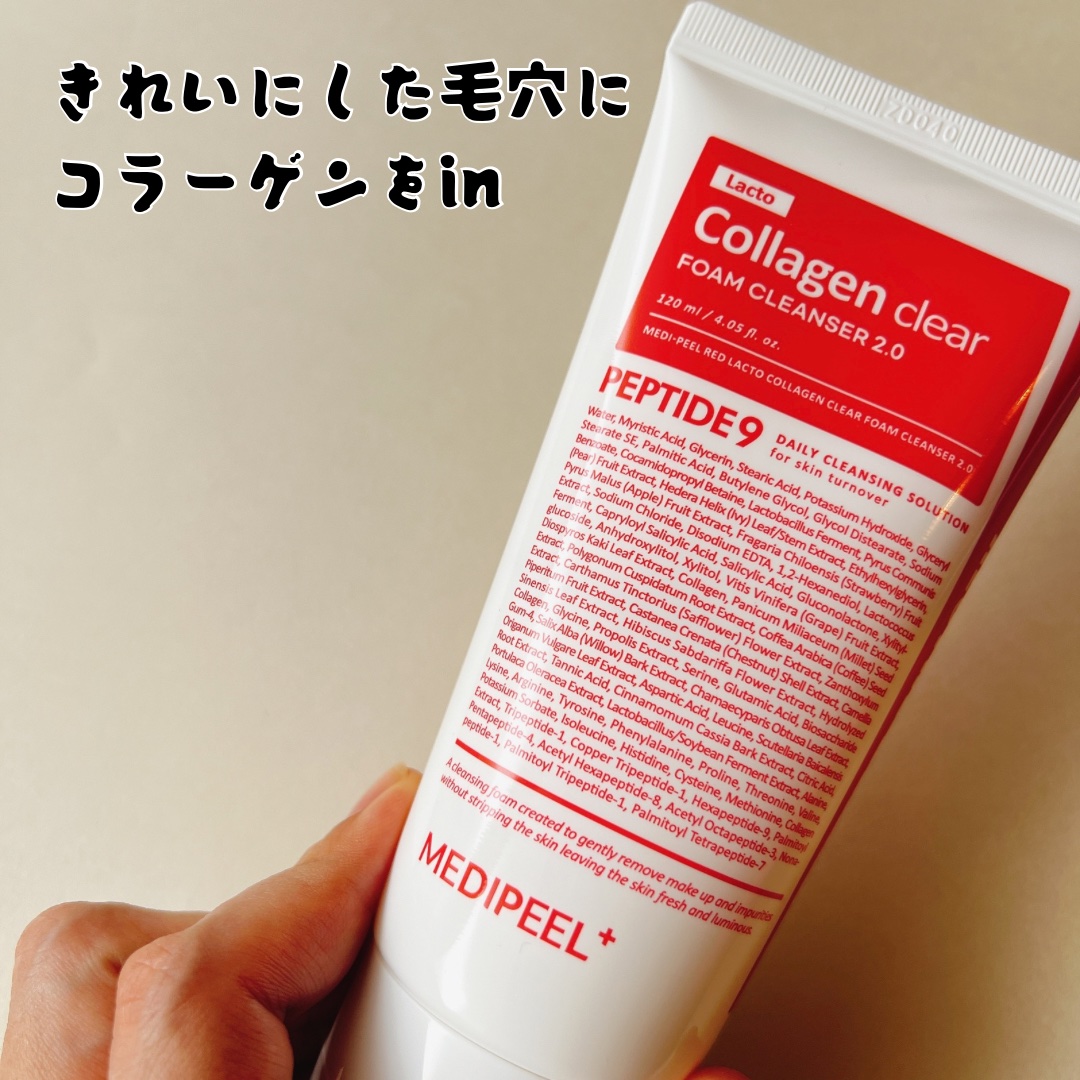 きれいにした毛穴に
コラーゲンをin
Lacto
Collagen clear
FOAM CLEANSER 2.0
120 ml / 4.05 fl. oz.
MEDI-PEEL RED LACTO COLLAGEN CLEAR FOAM CLEANSER 2.0
PEPTIDE9
DAILY CLEANSING SOLUTION
for skin turnover
Water, Myristic Acid, Glycerin, Stearic Acid, Potassium Hydroxide, Glyceryl
Stearate SE, Palmitic Acid, Butylene Glycol, Glycol Distearate, Sodium
Benzoate, Cocamidopropyl Betaine, Lactobacillus Ferment, Pyrus Communis
(Pear) Fruit Extract, Hedera Helix (Ivy) Leaf/Stem Extract, Ethylhexylglycerin,
Pyrus Malus (Apple) Fruit Extract, Fragaria Chiloensis (Strawberry) Fruit
Extract, Sodium Chloride, Disodium EDTA, 1,2-Hexanediol, Lactococcus
Ferment, Capryloyl Salicylic Acid, Salicylic Acid, Gluconolactone, Xylityl-
glucoside, Anhydroxylitol, Xylitol, Vitis Vinifera (Grape) Fruit Extract,
Diospyros Kaki Leaf Extract, Collagen, Panicum Miliaceum (Millet) Seed
Extract, Polygonum Cuspidatum Root Extract, Coffea Arabica (Coffee) Seed
Extract, Carthamus Tinctorius (Safflower) Flower Extract, Zanthoxylum
Piperitum Fruit Extract, Castanea Crenata (Chestnut) Shell Extract, Camellia
Sinensis Leaf Extract, Hibiscus Sabdariffa Flower Extract, Hydrolyzed
Collagen, Glycine, Propolis Extract, Serine, Glutamic Acid, Biosaccharide
Gum-4, Salix Alba (Willow) Bark Extract, Chamaecyparis Obtusa Leaf Extract,
Origanum Vulgare Leaf Extract, Aspartic Acid, Leucine, Scutellaria Baicalensis
Root Extract, Tannic Acid, Cinnamomum Cassia Bark Extract, Citric Acid,
Portulaca Oleracea Extract, Lactobacillus/Soybean Ferment Extract, Alanine,
Lysine, Arginine, Tyrosine, Phenylalanine, Proline, Threonine, Valine,
Potassium Sorbate, Isoleucine, Histidine, Cysteine, Methionine, Collagen
Extract, Tripeptide-1, Copper Tripeptide-1, Hexapeptide-9, Palmitoyl
Pentapeptide-4, Acetyl Hexapeptide-8, Acetyl Octapeptide-3, Nona-
peptide-1, Palmitoyl Tripeptide-1, Palmitoyl Tetrapeptide-7
A cleansing foam created to gently remove make up and impurities
without stripping the skin leaving the skin fresh and luminous.
MEDIPEEL+